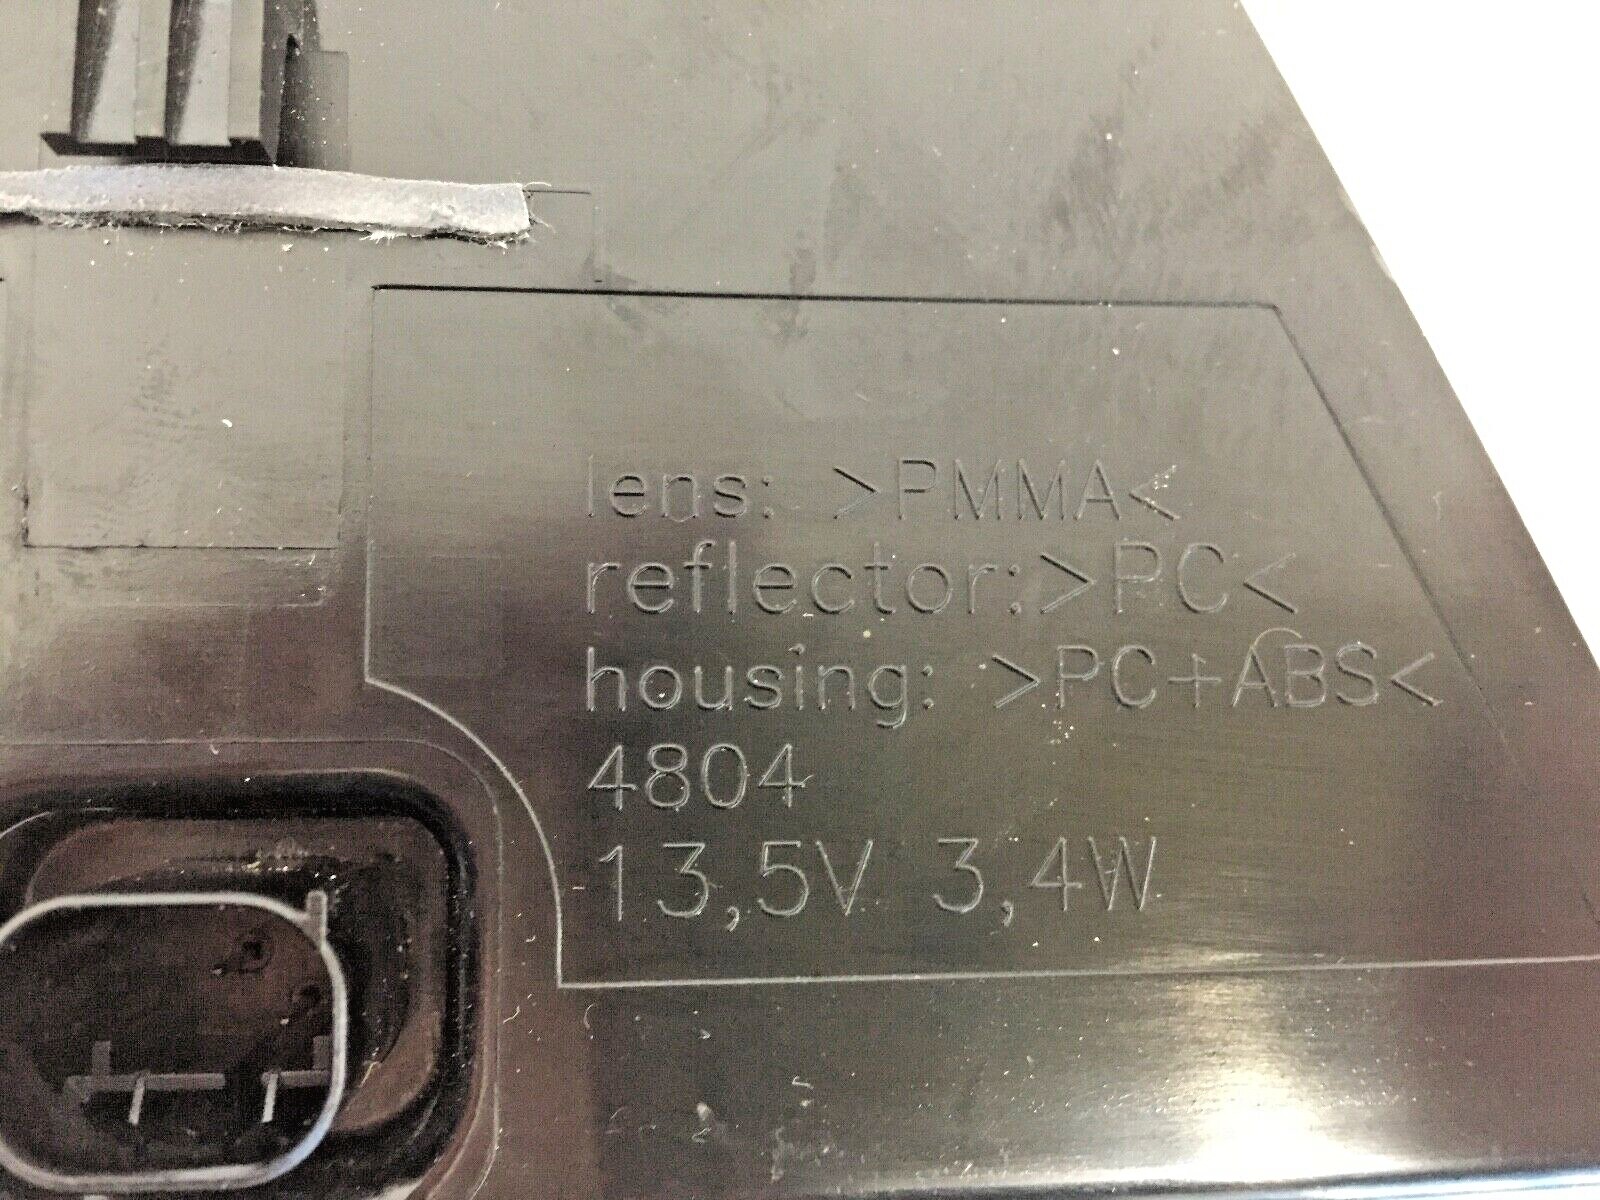 lens: >PMMA<
reflector:>PC<
housing: >PC+ABS<
4804
13,5V 3,4W